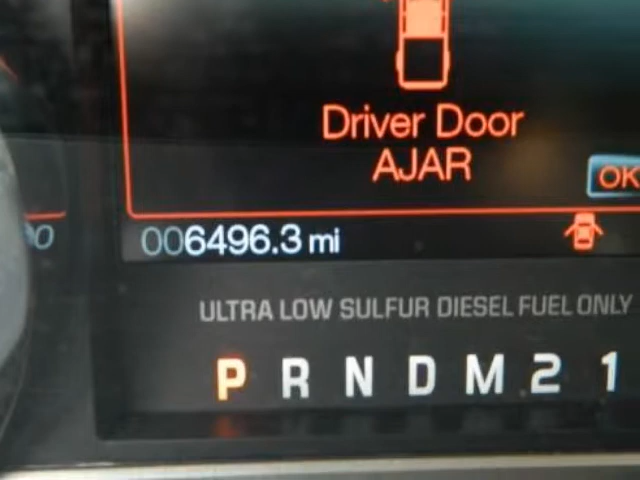 Driver Door
AJAR
OK
006496.3 mi
ULTRA LOW SULFUR DIESEL FUEL ONLY
P R N D M 2 1